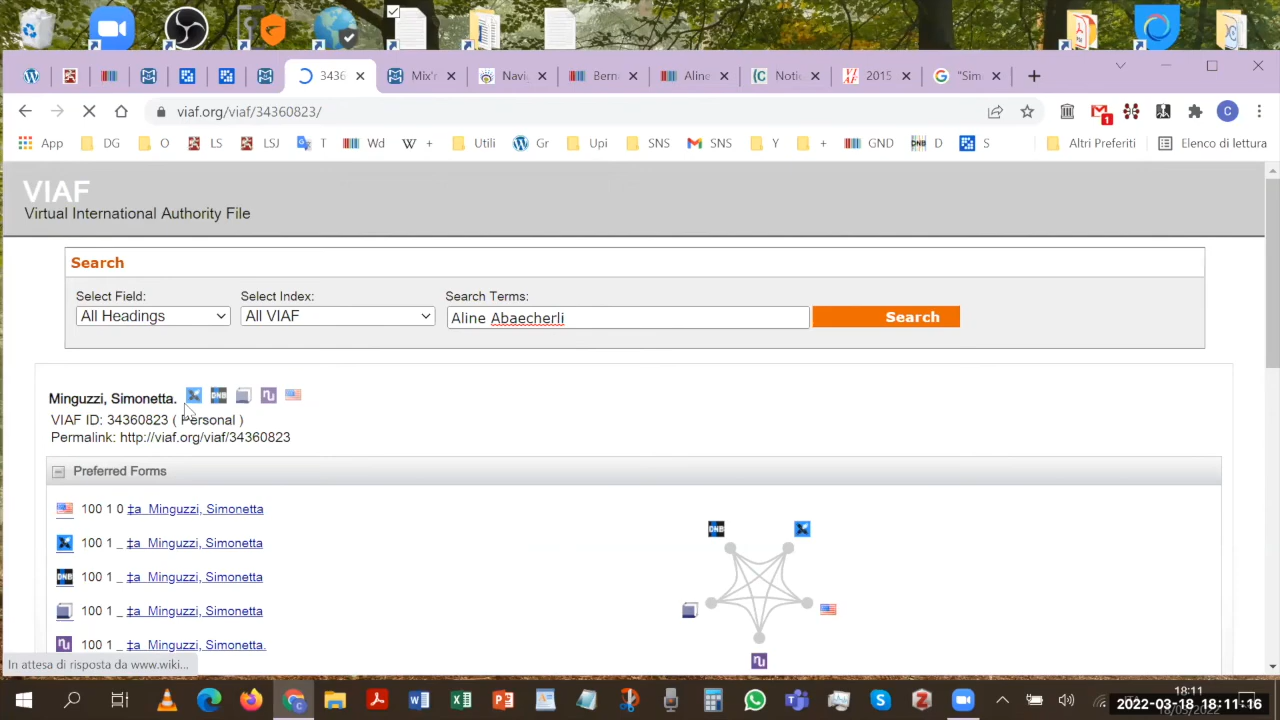 3436
Mix'r
Navi
Bern
Aline
Noti
2015
"Sim
viaf.org/viaf/34360823/
1
C
App
DG
O
LS
LSJ
T
Wd
+
Utili
Gr
Upi
SNS
SNS
Y
+
GND
D
S
Altri Preferiti
Elenco di lettura
VIAF
Virtual International Authority File
Search
Select Field:
Select Index:
Search Terms:
All Headings
All VIAF
Aline Abaecherli
Search
Minguzzi, Simonetta.
VIAF ID: 34360823 ( Personal )
Permalink: http://viaf.org/viaf/34360823
Preferred Forms
100 1 0 ‡a Minguzzi, Simonetta
100 1 _ ‡a Minguzzi, Simonetta
DNB
100 1 _ ‡a Minguzzi, Simonetta
DNB
100 1 _ ‡a Minguzzi, Simonetta
100 1 _ ‡a Minguzzi, Simonetta.
In attesa di risposta da www.wiki...
18:11
2022-03-18 18:11:16